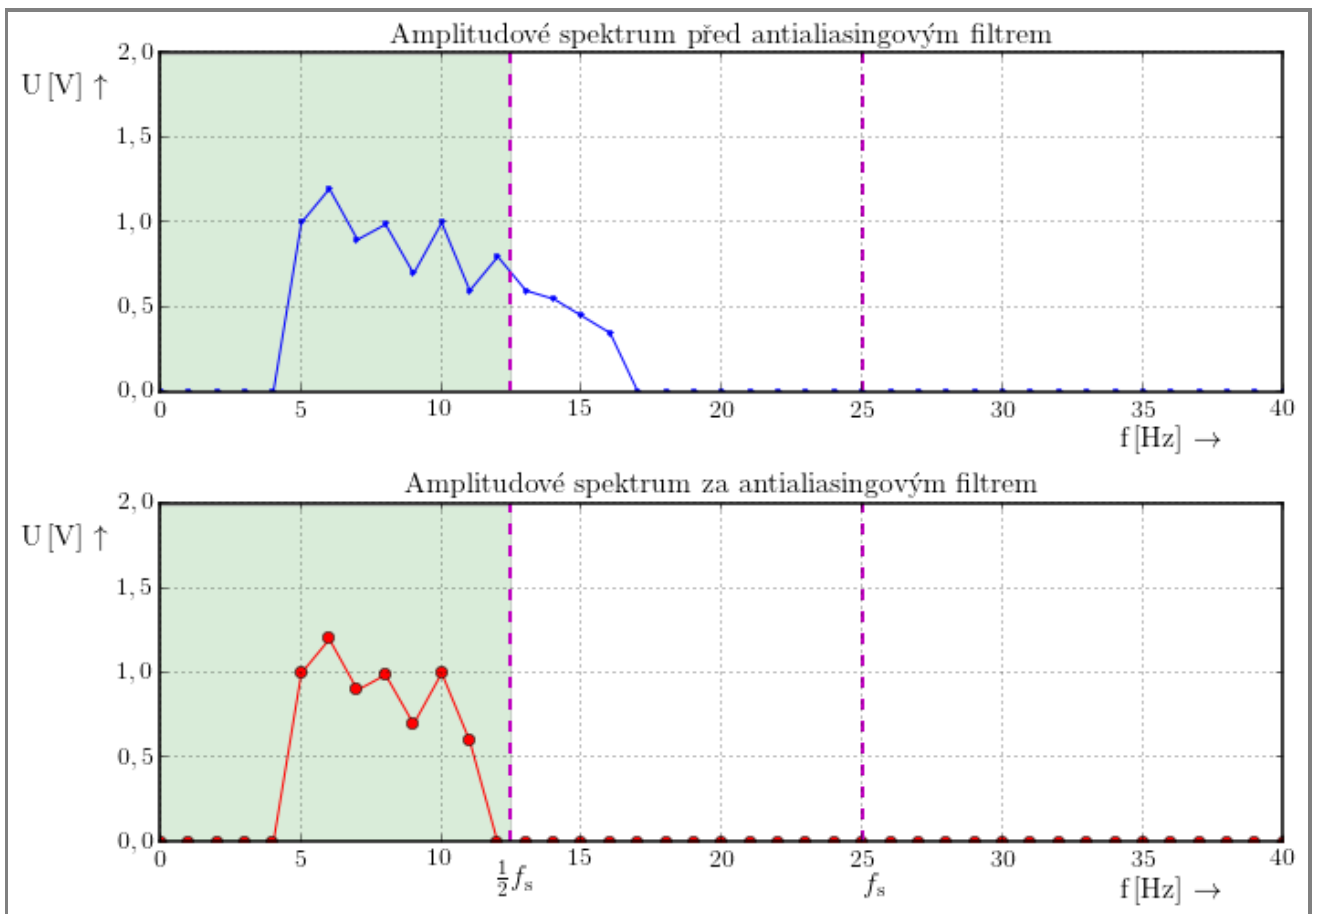 Amplitudové spektrum před antialiasingovým filtrem
2,0
U [V] ↑
1,5
1,0
0,5
0,0
0 5 10 15 20 25 30 35 40
f [Hz] →
Amplitudové spektrum za antialiasingovým filtrem
2,0
U [V] ↑
1,5
1,0
0,5
0,0
0 5 10 15 20 25 30 35 40
½ fs fs f [Hz] →